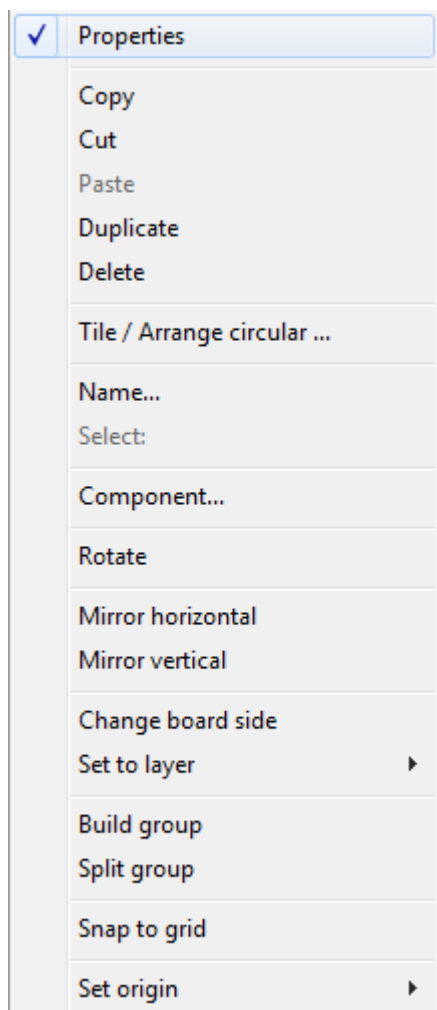 Properties
Copy
Cut
Paste
Duplicate
Delete
Tile / Arrange circular ...
Name...
Select:
Component...
Rotate
Mirror horizontal
Mirror vertical
Change board side
Set to layer
Build group
Split group
Snap to grid
Set origin